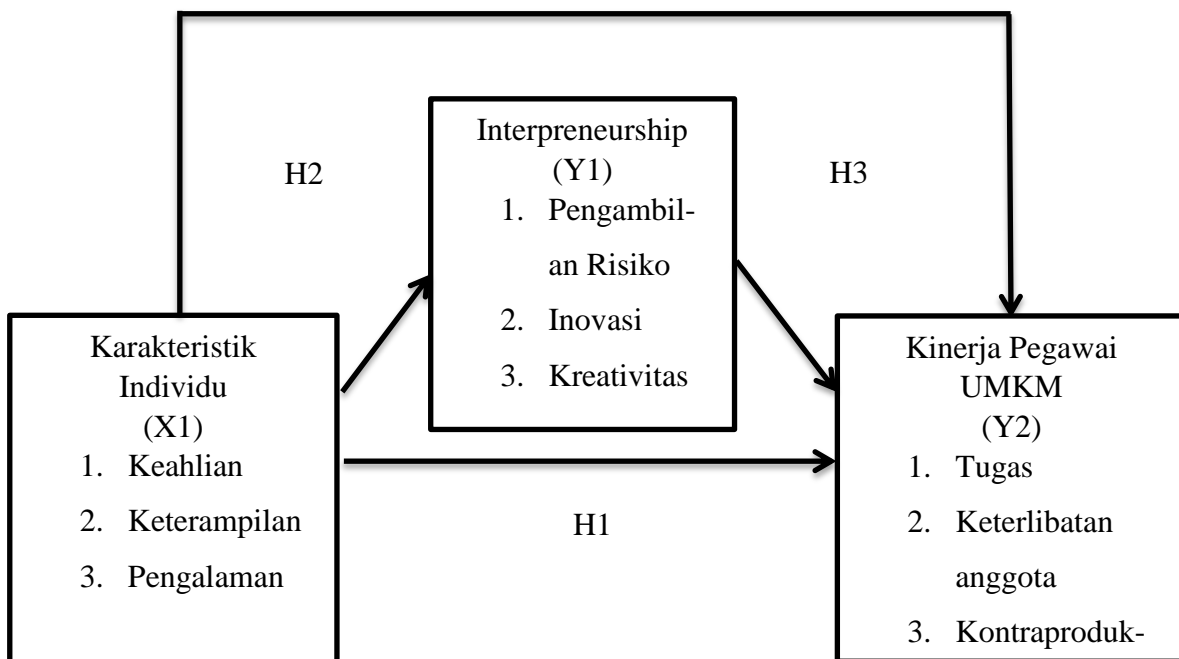 Interpreneurship
(Y1)
1. Pengambil-
an Risiko
2. Inovasi
3. Kreativitas
H2
H3
Karakteristik
Individu
(X1)
1. Keahlian
2. Keterampilan
3. Pengalaman
H1
Kinerja Pegawai
UMKM
(Y2)
1. Tugas
2. Keterlibatan
anggota
3. Kontraproduk-